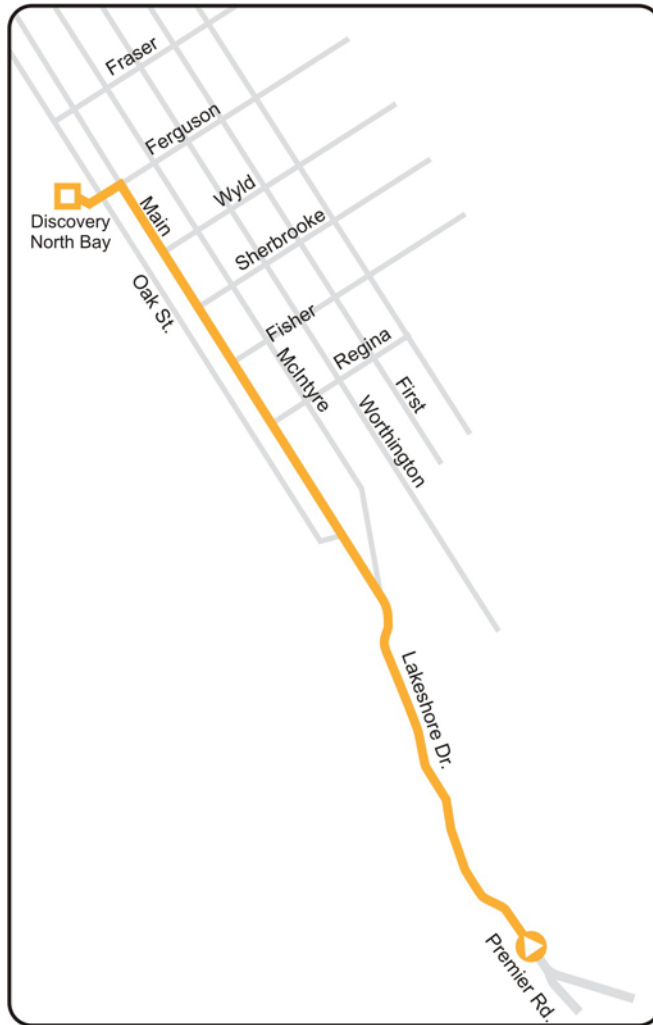 Fraser
Ferguson
Wyld
Main
Discovery
North Bay
Sherbrooke
Oak St.
Fisher
Regina
McIntyre
First
Worthington
Lakeshore Dr.
Premier Rd.